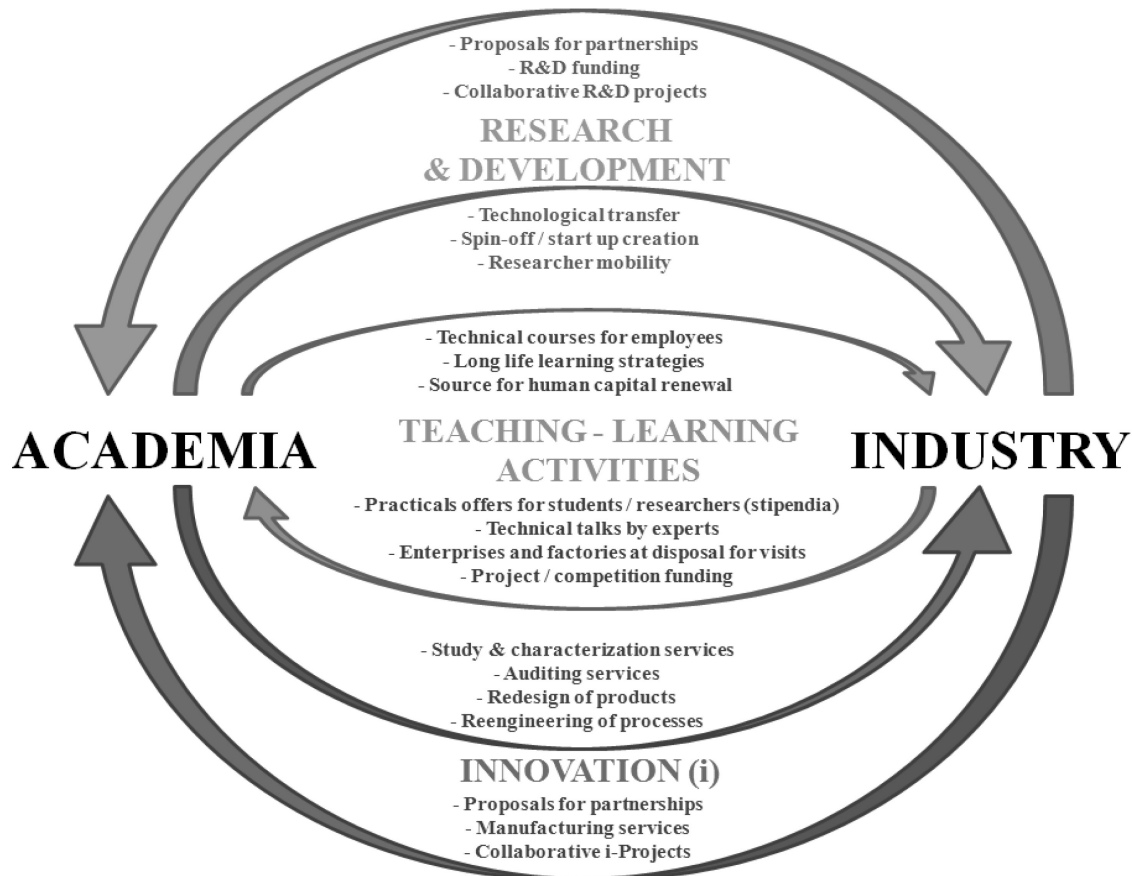 - Proposals for partnerships
- R&D funding
- Collaborative R&D projects
RESEARCH
& DEVELOPMENT
- Technological transfer
- Spin-off / start up creation
- Researcher mobility
- Technical courses for employees
- Long life learning strategies
- Source for human capital renewal
ACADEMIA
TEACHING - LEARNING
ACTIVITIES
INDUSTRY
- Practicals offers for students / researchers (stipendia)
- Technical talks by experts
- Enterprises and factories at disposal for visits
- Project / competition funding
- Study & characterization services
- Auditing services
- Redesign of products
- Reengineering of processes
INNOVATION (i)
- Proposals for partnerships
- Manufacturing services
- Collaborative i-Projects